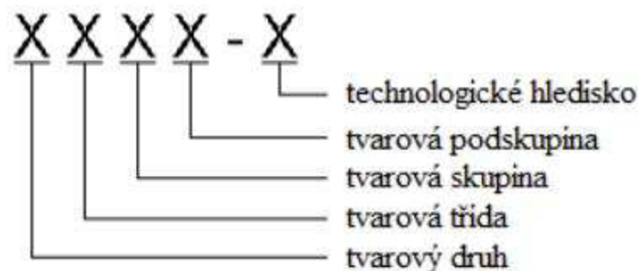 X X X X - X
technologické hledisko
tvarová podskupina
tvarová skupina
tvarová třída
tvarový druh